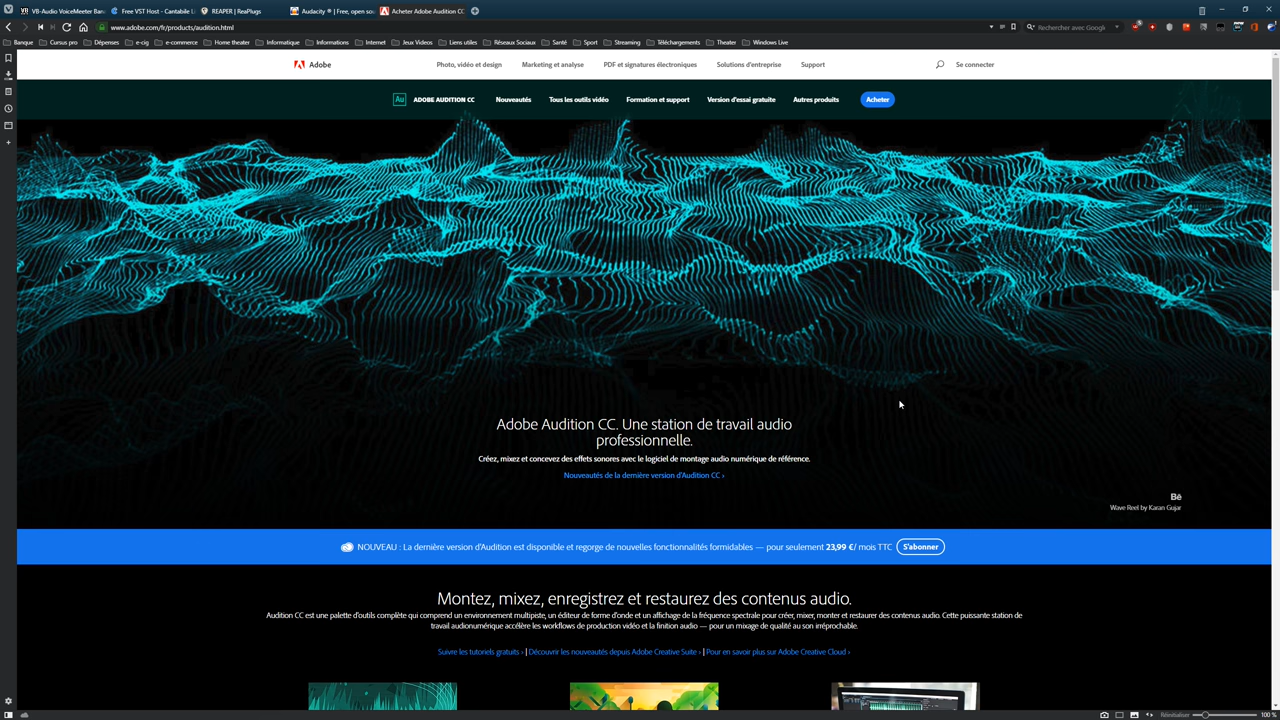 VB-Audio VoiceMeeter Ban
Free VST Host - Cantabile Li
REAPER | ReaPlugs
Audacity ® | Free, open sou
Acheter Adobe Audition CC
www.adobe.com/fr/products/audition.html
Rechercher avec Google
Banque
Cursus pro
Dépenses
e-cig
e-commerce
Home theater
Informatique
Informations
Internet
Jeux Videos
Liens utiles
Réseaux Sociaux
Santé
Sport
Streaming
Téléchargements
Theater
Windows Live
Adobe
Photo, vidéo et design
Marketing et analyse
PDF et signatures électroniques
Solutions d'entreprise
Support
Se connecter
Au
ADOBE AUDITION CC
Nouveautés
Tous les outils vidéo
Formation et support
Version d'essai gratuite
Autres produits
Acheter
Adobe Audition CC. Une station de travail audio
professionnelle.
Créez, mixez et concevez des effets sonores avec le logiciel de montage audio numérique de référence.
Nouveautés de la dernière version d'Audition CC ›
Bē
Wave Reel by Karan Gujar
NOUVEAU : La dernière version d'Audition est disponible et regorge de nouvelles fonctionnalités formidables — pour seulement 23,99 €/ mois TTC
S'abonner
Montez, mixez, enregistrez et restaurez des contenus audio.
Audition CC est une palette d'outils complète qui comprend un environnement multipiste, un éditeur de forme d'onde et un affichage de la fréquence spectrale pour créer, mixer, monter et restaurer des contenus audio. Cette puissante station de
travail audionumérique accélère les workflows de production vidéo et la finition audio — pour un mixage de qualité au son irréprochable.
Suivre les tutoriels gratuits › | Découvrir les nouveautés depuis Adobe Creative Suite › | Pour en savoir plus sur Adobe Creative Cloud ›
Réinitialiser
100 %